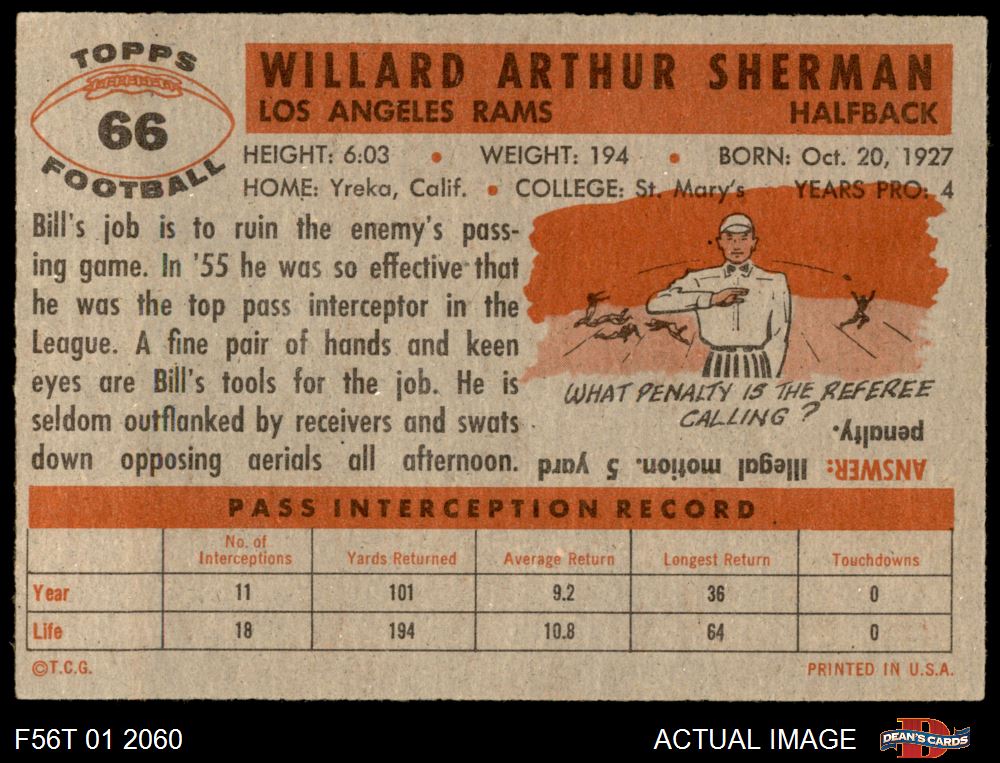 TOPPS
66
FOOTBALL
WILLARD ARTHUR SHERMAN
LOS ANGELES RAMS HALFBACK
HEIGHT: 6:03 • WEIGHT: 194 • BORN: Oct. 20, 1927
HOME: Yreka, Calif. • COLLEGE: St. Mary's YEARS PRO: 4
Bill's job is to ruin the enemy's pass-
ing game. In '55 he was so effective that
he was the top pass interceptor in the
League. A fine pair of hands and keen
eyes are Bill's tools for the job. He is
seldom outflanked by receivers and swats
down opposing aerials all afternoon.
WHAT PENALTY IS THE REFEREE
CALLING?
ANSWER: Illegal motion. 5 yard
penalty.
PASS INTERCEPTION RECORD
No. of
Interceptions Yards Returned Average Return Longest Return Touchdowns
Year 11 101 9.2 36 0
Life 18 194 10.8 64 0
©T.C.G. PRINTED IN U.S.A.
F56T 01 2060 ACTUAL IMAGE D DEAN'S CARDS